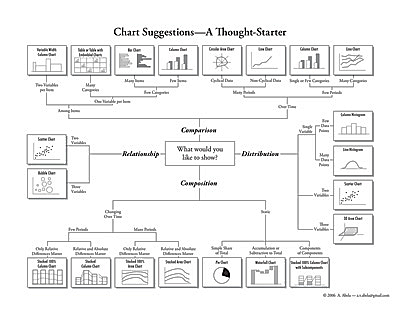 Chart Suggestions—A Thought-Starter
Variable Width
Column Chart
Table or Table with
Embedded Charts
Bar Chart
Column Chart
Circular Area Chart
Line Chart
Column Chart
Line Chart
Two Variables
per Item
Many
Categories
Many Items
Few Items
Cyclical Data
Non-Cyclical Data
Single or Few Categories
Many Categories
Few Categories
Many Periods
Few Periods
One Variable per Item
Among Items
Over Time
Comparison
What would you
like to show?
Relationship
Scatter Chart
Two
Variables
Bubble Chart
Three
Variables
Distribution
Single
Variable
Few
Data
Points
Column Histogram
Many
Data
Points
Line Histogram
Two
Variables
Scatter Chart
Three
Variables
3D Area Chart
Composition
Changing
Over Time
Static
Few Periods
Many Periods
Only Relative
Differences Matter
Relative and Absolute
Differences Matter
Only Relative
Differences Matter
Relative and Absolute
Differences Matter
Simple Share of
Total
Accumulation or
Subtraction to Total
Components of
Components
Stacked 100%
Column Chart
Stacked
Column Chart
Stacked 100%
Area Chart
Stacked Area Chart
Pie Chart
Waterfall Chart
Stacked 100% Column Chart
with Subcomponents
© 2006 A. Abela — a.v.abela@gmail.com